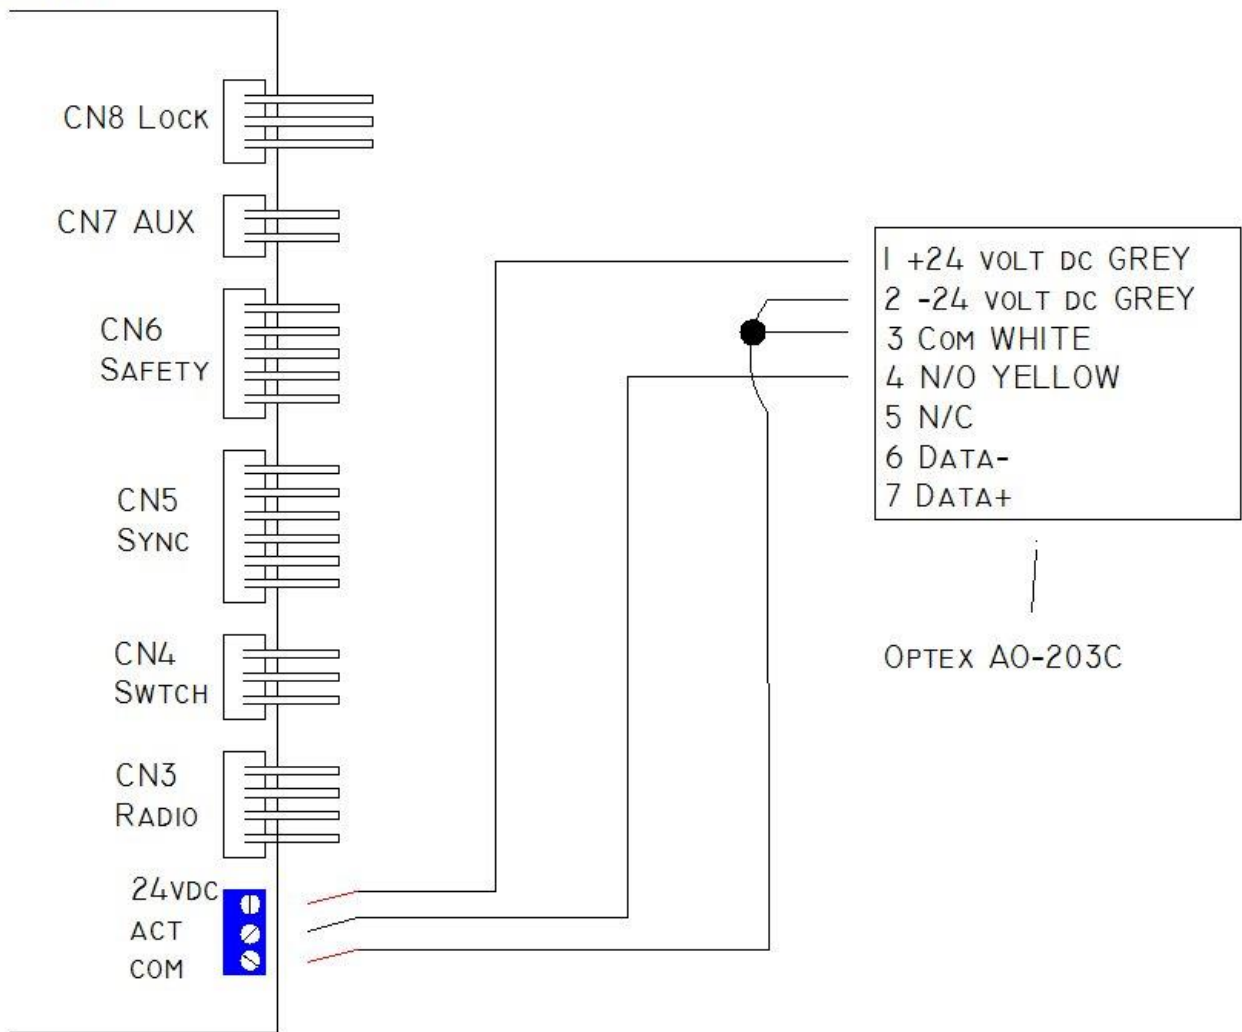 CN8 LOCK
CN7 AUX
CN6
SAFETY
CN5
SYNC
CN4
SWTCH
CN3
RADIO
24VDC
ACT
COM
1 +24 VOLT DC GREY
2 -24 VOLT DC GREY
3 COM WHITE
4 N/O YELLOW
5 N/C
6 DATA-
7 DATA+
OPTEX AO-203C